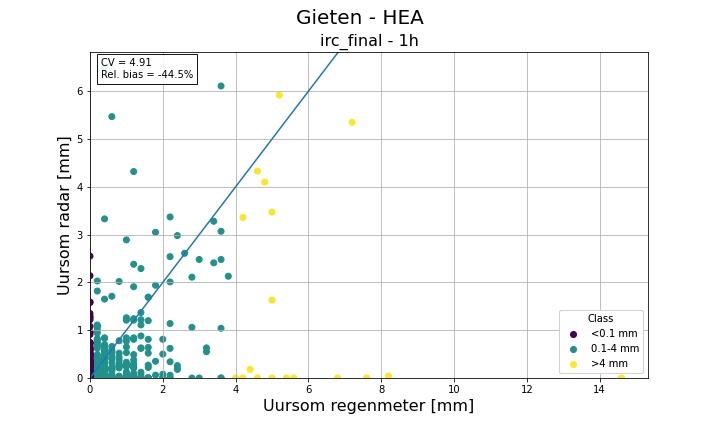 Gieten - HEA
irc_final - 1h
CV = 4.91
Rel. bias = -44.5%
Uursom radar [mm]
6
5
4
3
2
1
0
0 2 4 6 8 10 12 14
Uursom regenmeter [mm]
Class
<0.1 mm
0.1-4 mm
>4 mm